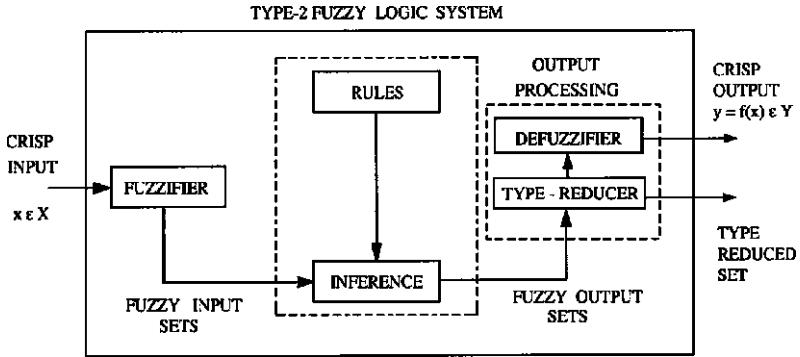 TYPE-2 FUZZY LOGIC SYSTEM
CRISP
INPUT
x ε X
FUZZIFIER
FUZZY INPUT
SETS
RULES
INFERENCE
OUTPUT
PROCESSING
DEFUZZIFIER
TYPE - REDUCER
FUZZY OUTPUT
SETS
CRISP
OUTPUT
y = f(x) ε Y
TYPE
REDUCED
SET